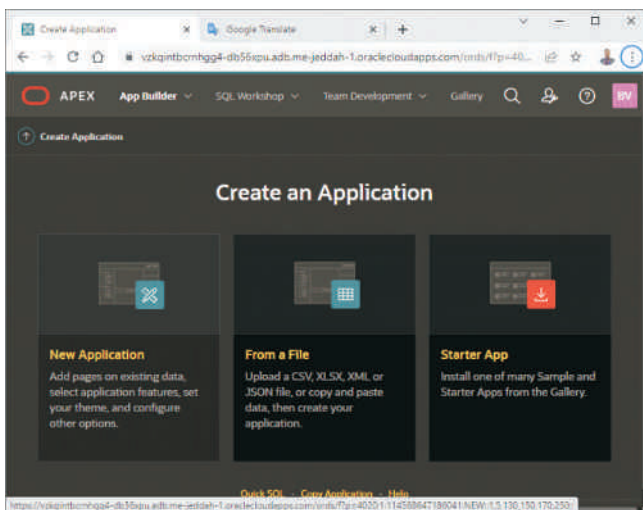 Create Application
Google Translate
vzkqintbcrnhgg4-db56xpu.adb.me-jeddah-1.oraclecloudapps.com/ords/f?p=40...
APEX App Builder SQL Workshop Team Development Gallery BV
Create Application
Create an Application
New Application
Add pages on existing data,
select application features, set
your theme, and configure
other options.
From a File
Upload a CSV, XLSX, XML or
JSON file, or copy and paste
data, then create your
application.
Starter App
Install one of many Sample and
Starter Apps from the Gallery.
Quick SQL - Copy Application - Help